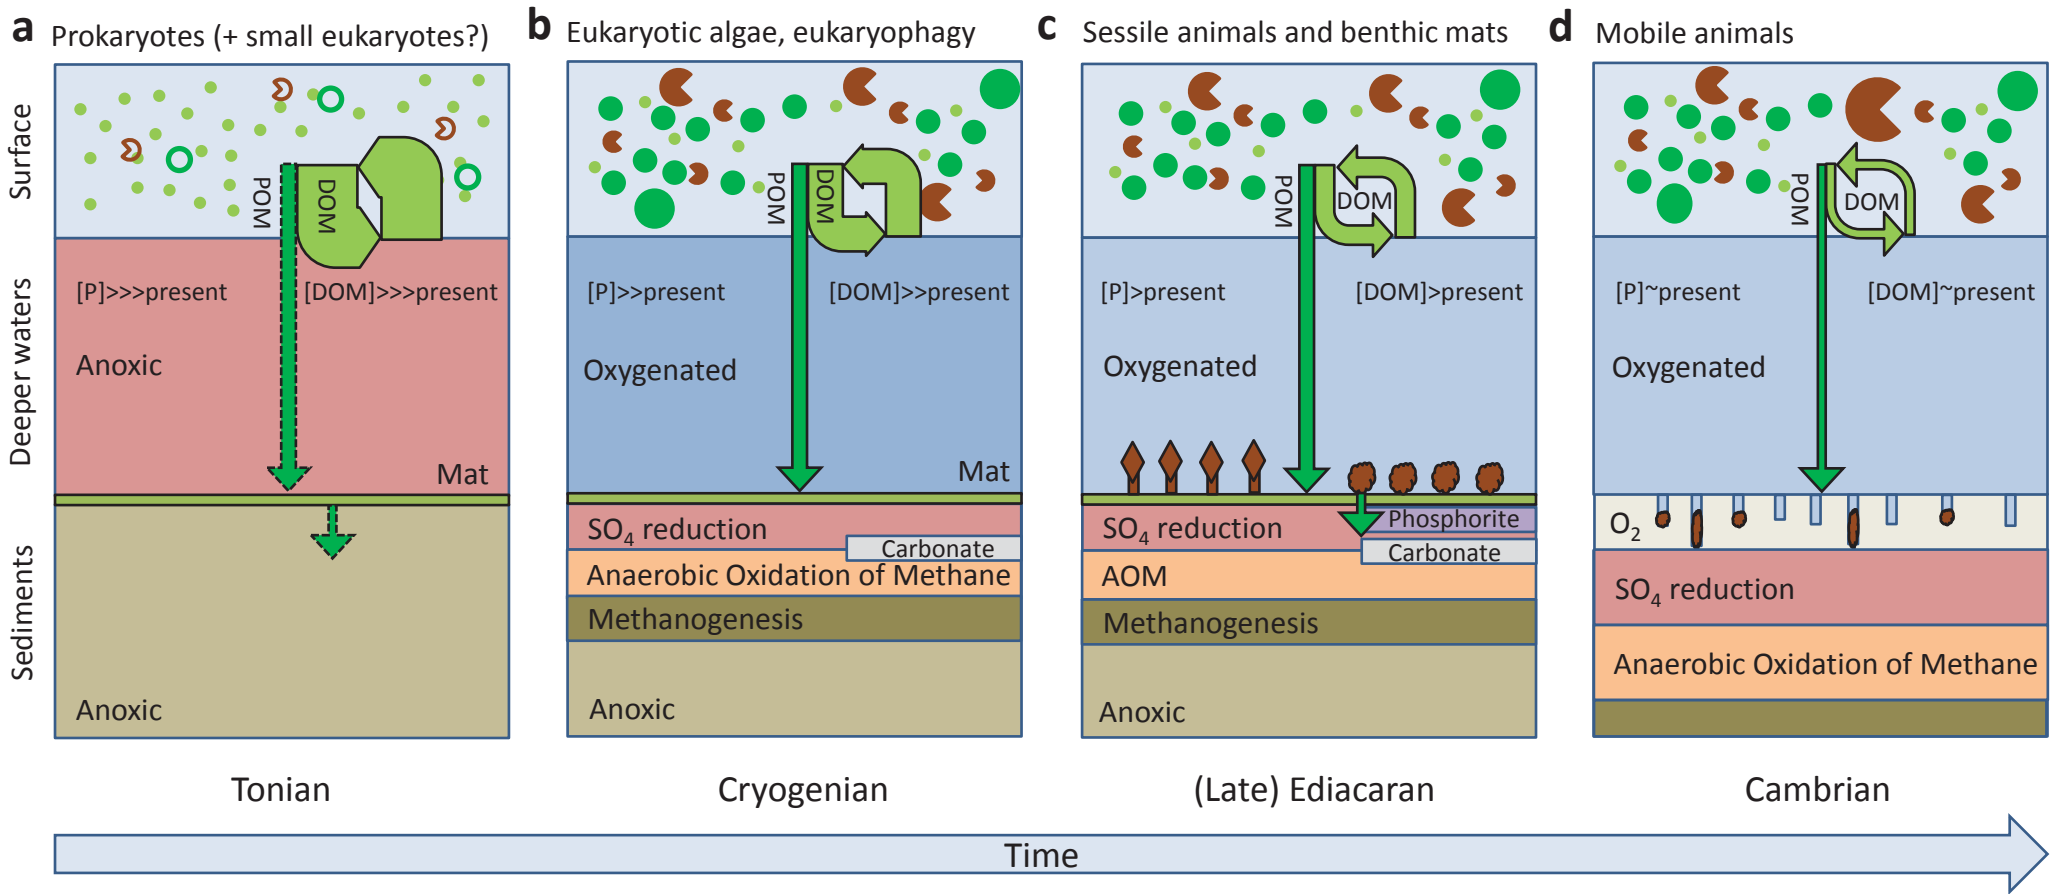 a Prokaryotes (+ small eukaryotes?)
b Eukaryotic algae, eukaryophagy
c Sessile animals and benthic mats
d Mobile animals
Surface
Deeper waters
Sediments
POM
DOM
[P]>>>present
[DOM]>>>present
Anoxic
Mat
Anoxic
POM
DOM
[P]>>present
[DOM]>>present
Oxygenated
Mat
SO4 reduction
Carbonate
Anaerobic Oxidation of Methane
Methanogenesis
Anoxic
POM
DOM
[P]>present
[DOM]>present
Oxygenated
Phosphorite
SO4 reduction
Carbonate
AOM
Methanogenesis
Anoxic
POM
DOM
[P]~present
[DOM]~present
Oxygenated
O2
SO4 reduction
Anaerobic Oxidation of Methane
Tonian
Cryogenian
(Late) Ediacaran
Cambrian
Time